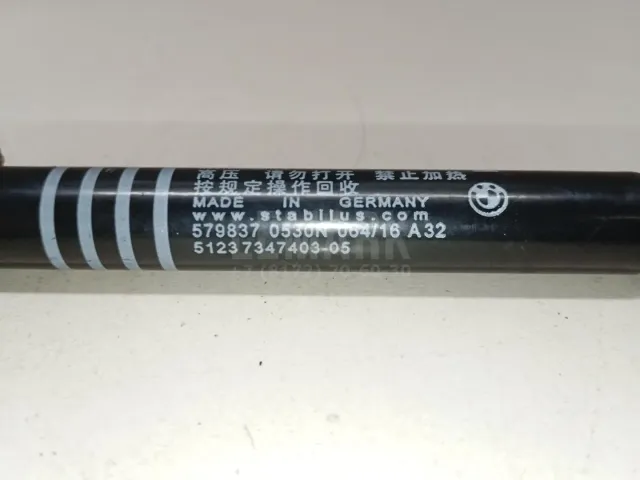 高压 请勿打开 禁止加热
按规定操作回收
MADE IN GERMANY
www.stabilus.com
579837 0530N 064/16 A32
51237347403-05